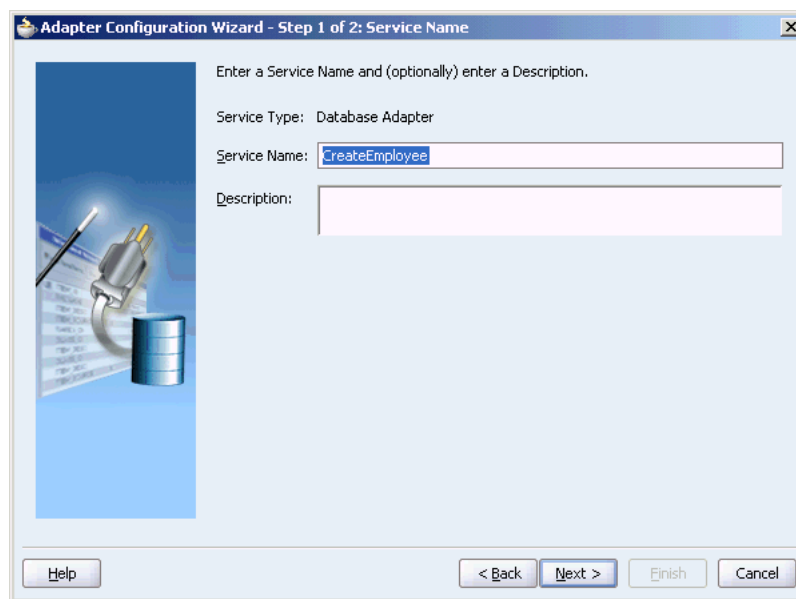 Adapter Configuration Wizard - Step 1 of 2: Service Name
Enter a Service Name and (optionally) enter a Description.
Service Type: Database Adapter
Service Name: CreateEmployee
Description:
Help
< Back
Next >
Finish
Cancel